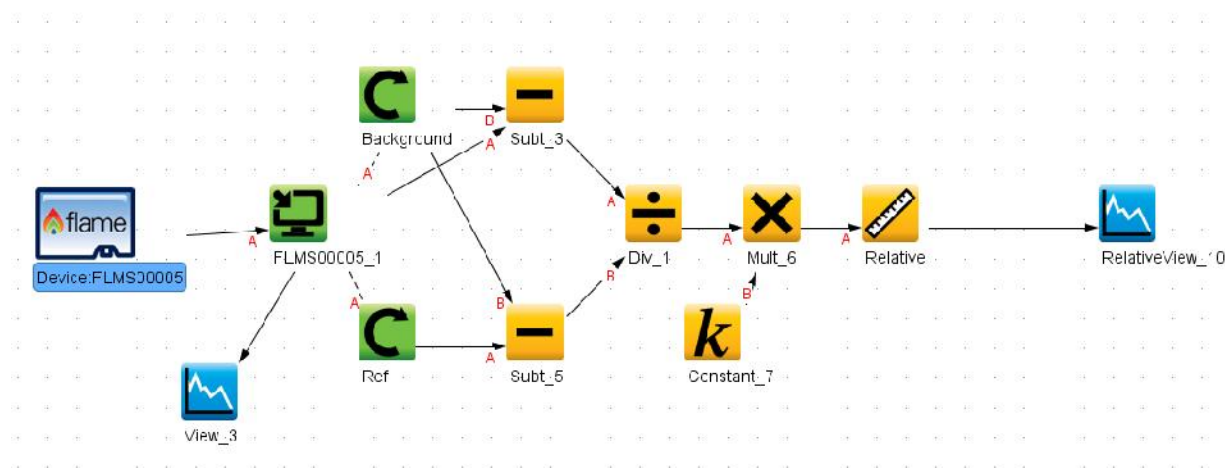 D
Background
A
Subt_3
A
flame
A
FLMS00005_1
Device:FLMS00005
A
Div_1
A
Mult_6
A
Relative
RelativeView_10
B
B
A
B
k
Ref
A
Subt_5
Constant_7
View_3